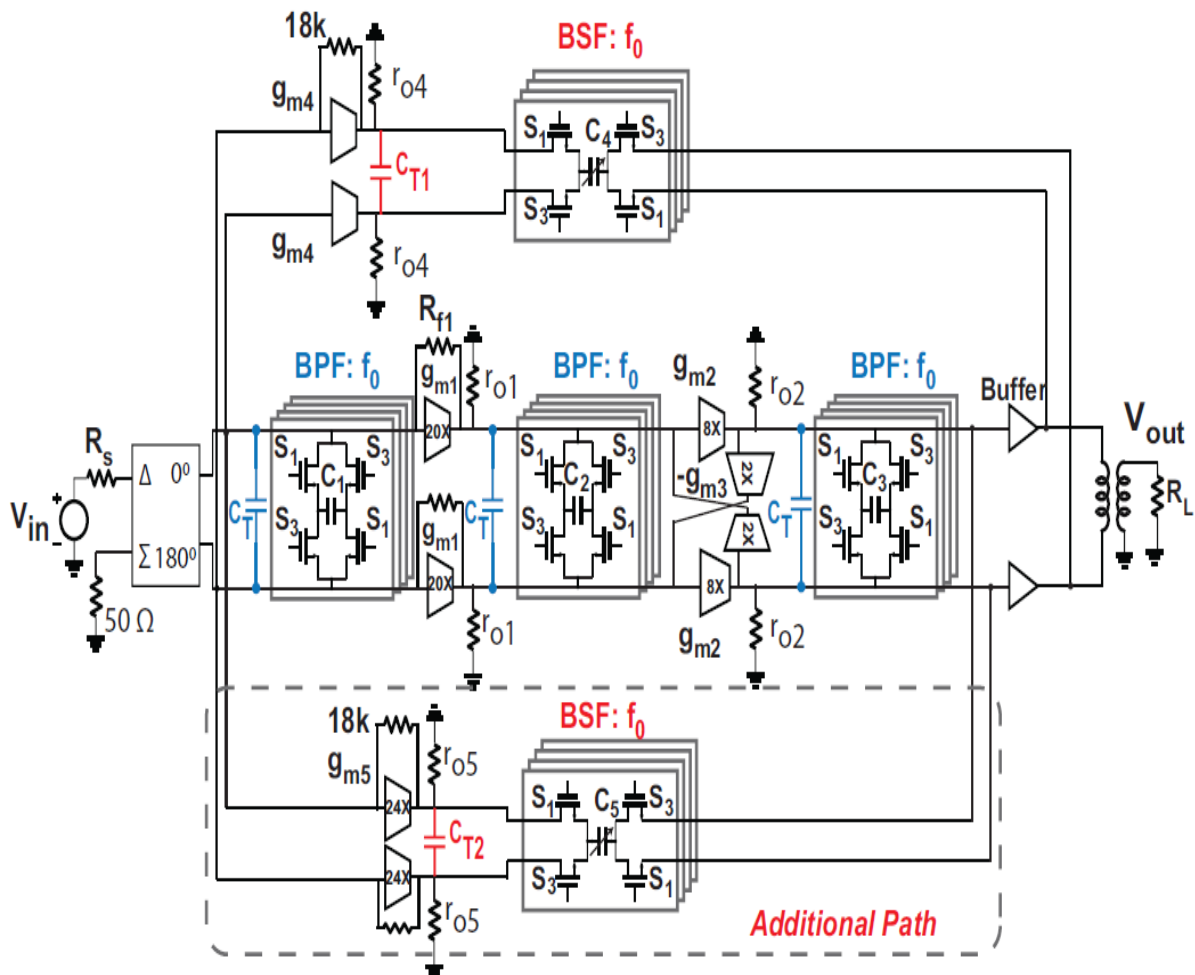 18k
BSF: f0
gm4
ro4
S1
C4
S3
CT1
S3
S1
gm4
ro4
Rf1
BPF: f0
gm1
ro1
BPF: f0
gm2
ro2
BPF: f0
Buffer
Vout
20X
8X
Rs
Δ 0⁰
S1
S3
C1
CT
S3
S1
CT
S1
S3
C2
S3
S1
-gm3
2X
2X
CT
S1
S3
C3
S3
S1
RL
Vin
+
-
Σ 180⁰
gm1
20X
8X
50 Ω
ro1
gm2
ro2
18k
BSF: f0
gm5
ro5
24X
S1
C5
S3
CT2
24X
S3
S1
ro5
Additional Path